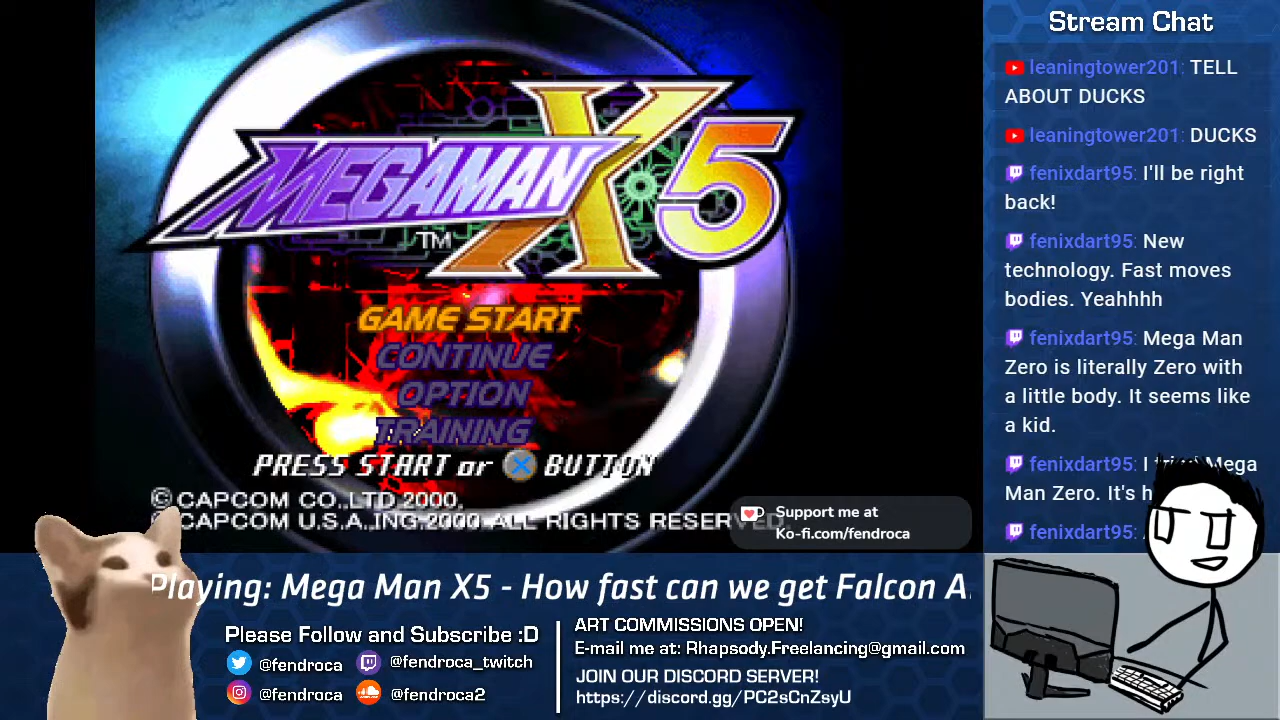 MEGAMAN X5
TM
GAME START
CONTINUE
OPTION
TRAINING
PRESS START or BUTTON
© CAPCOM CO.,LTD.2000.
CAPCOM U.S.A.,INC.2000 ALL RIGHTS RESERVED.
Support me at
Ko-fi.com/fendroca
Stream Chat
leaningtower201: TELL
ABOUT DUCKS
leaningtower201: DUCKS
fenixdart95: I'll be right
back!
fenixdart95: New
technology. Fast moves
bodies. Yeahhhh
fenixdart95: Mega Man
Zero is literally Zero with
a little body. It seems like
a kid.
fenixdart95: I Mega
Man Zero. It's
fenixdart95:
Playing: Mega Man X5 - How fast can we get Falcon A
Please Follow and Subscribe :D
@fendroca
@fendroca_twitch
@fendroca
@fendroca2
ART COMMISSIONS OPEN!
E-mail me at: Rhapsody.Freelancing@gmail.com
JOIN OUR DISCORD SERVER!
https://discord.gg/PC2sCnZsyU